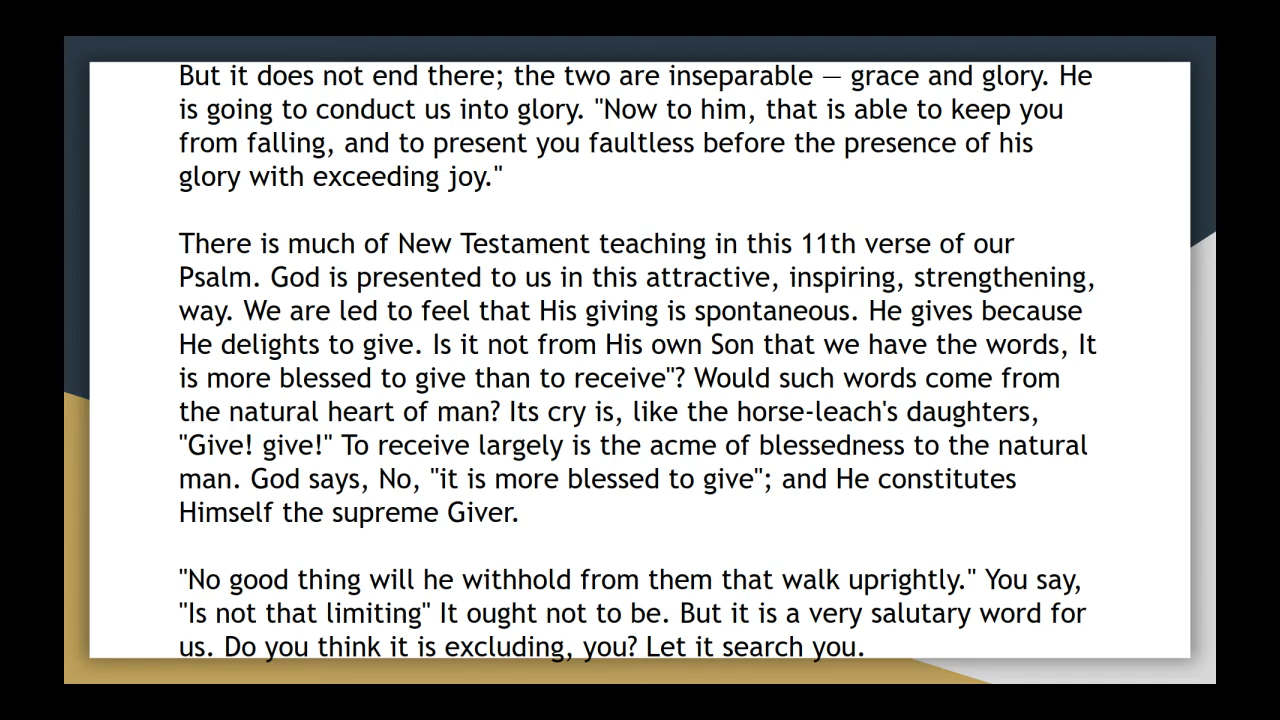 But it does not end there; the two are inseparable — grace and glory. He
is going to conduct us into glory. "Now to him, that is able to keep you
from falling, and to present you faultless before the presence of his
glory with exceeding joy."
There is much of New Testament teaching in this 11th verse of our
Psalm. God is presented to us in this attractive, inspiring, strengthening,
way. We are led to feel that His giving is spontaneous. He gives because
He delights to give. Is it not from His own Son that we have the words, It
is more blessed to give than to receive"? Would such words come from
the natural heart of man? Its cry is, like the horse-leach's daughters,
"Give! give!" To receive largely is the acme of blessedness to the natural
man. God says, No, "it is more blessed to give"; and He constitutes
Himself the supreme Giver.
"No good thing will he withhold from them that walk uprightly." You say,
"Is not that limiting" It ought not to be. But it is a very salutary word for
us. Do you think it is excluding, you? Let it search you.